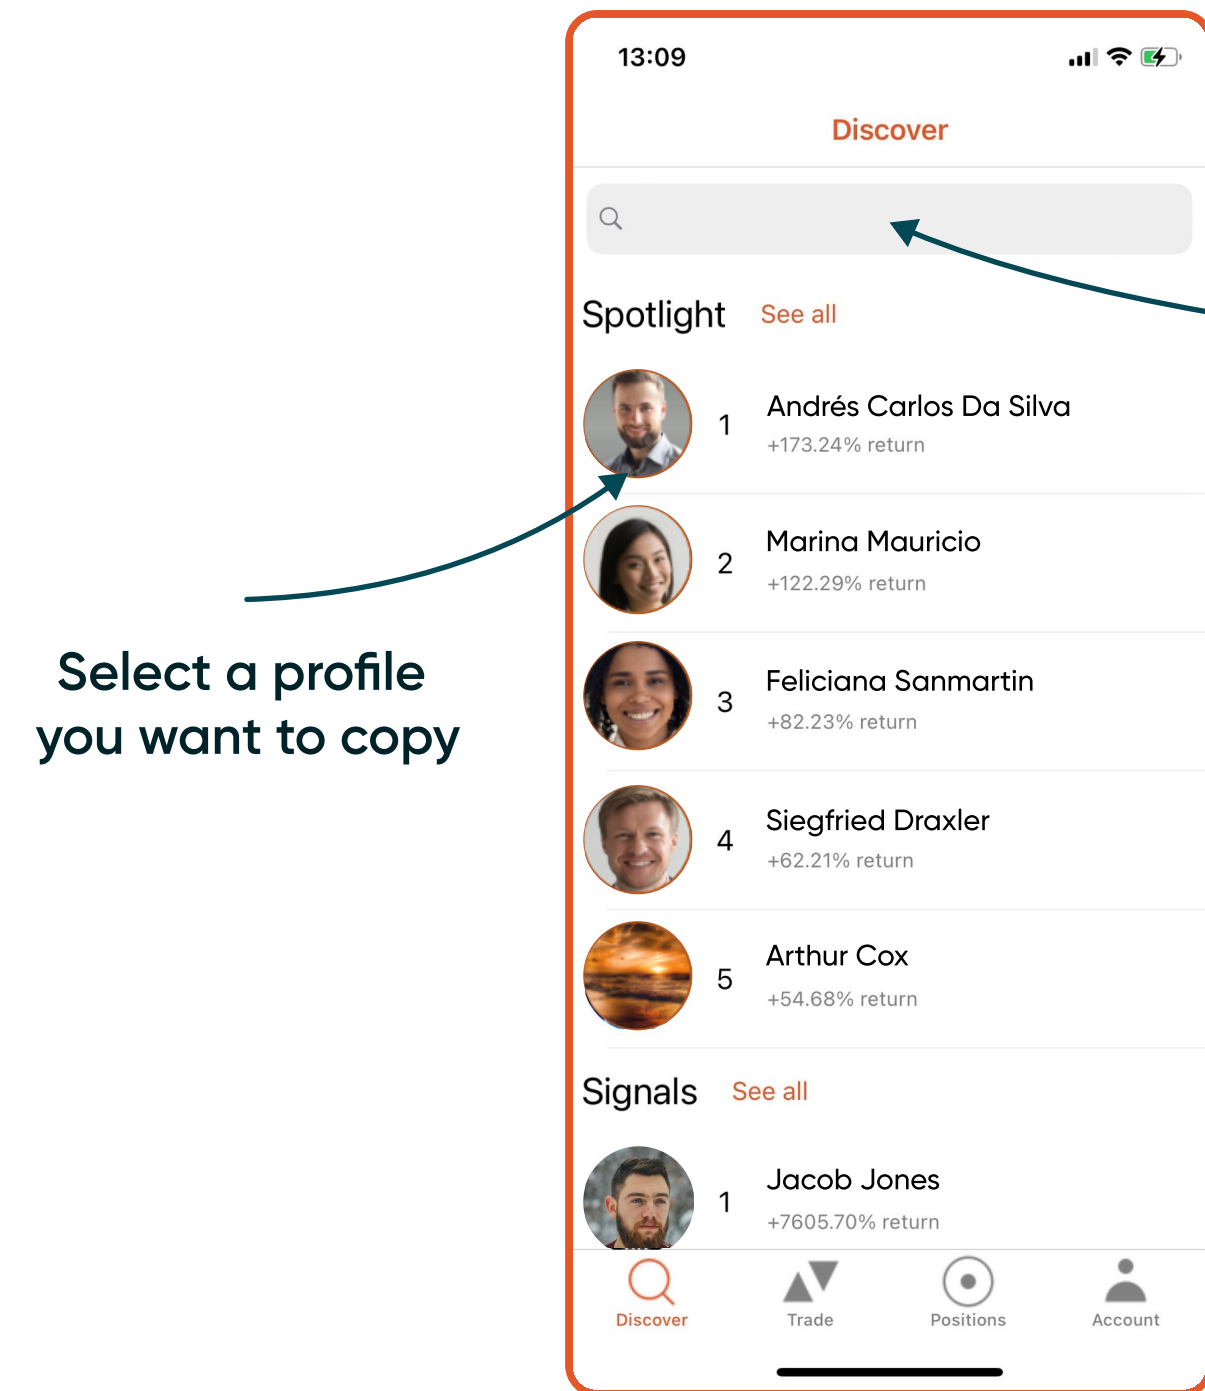 13:09
Discover
Spotlight See all
1 Andrés Carlos Da Silva
+173.24% return
2 Marina Mauricio
+122.29% return
Select a profile
you want to copy
3 Feliciana Sanmartin
+82.23% return
4 Siegfried Draxler
+62.21% return
5 Arthur Cox
+54.68% return
Signals See all
1 Jacob Jones
+7605.70% return
Discover Trade Positions Account